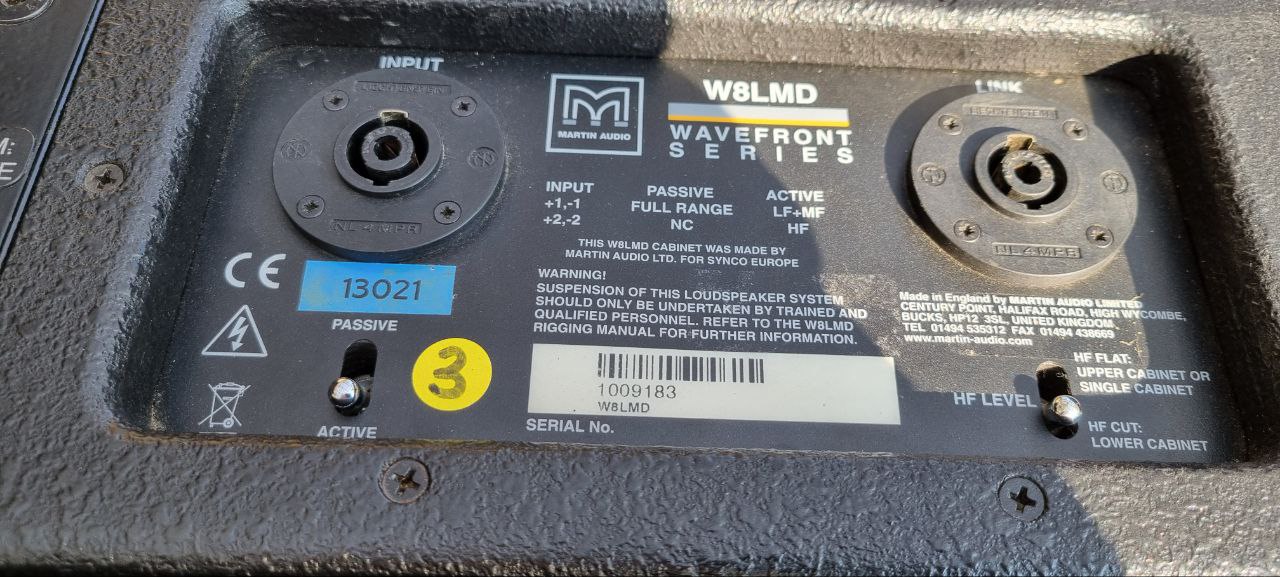 INPUT
LIECHTENSTEIN
NL4MPR
MARTIN AUDIO
W8LMD
WAVEFRONT
SERIES
LINK
LIECHTENSTEIN
NL4MPR
INPUT PASSIVE ACTIVE
+1,-1 FULL RANGE LF+MF
+2,-2 NC HF
THIS W8LMD CABINET WAS MADE BY
MARTIN AUDIO LTD. FOR SYNCO EUROPE
WARNING!
SUSPENSION OF THIS LOUDSPEAKER SYSTEM
SHOULD ONLY BE UNDERTAKEN BY TRAINED AND
QUALIFIED PERSONNEL. REFER TO THE W8LMD
RIGGING MANUAL FOR FURTHER INFORMATION.
Made in England by MARTIN AUDIO LIMITED
CENTURY POINT, HALIFAX ROAD, HIGH WYCOMBE,
BUCKS, HP12 3SL. UNITED KINGDOM
TEL 01494 535312 FAX 01494 438669
www.martin-audio.com
CE
13021
PASSIVE
ACTIVE
3
1009183
W8LMD
SERIAL No.
HF LEVEL
HF FLAT:
UPPER CABINET OR
SINGLE CABINET
HF CUT:
LOWER CABINET